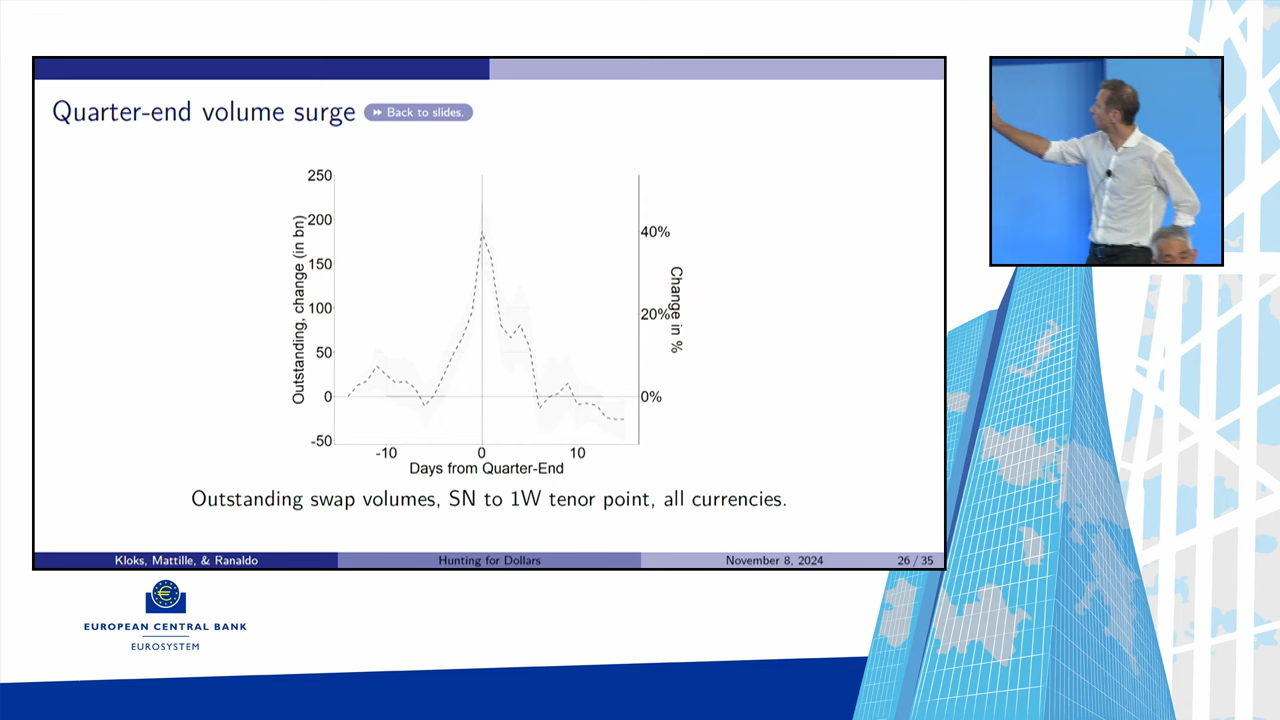 Quarter-end volume surge
Back to slides.
250
200
150
100
50
0
-50
Outstanding, change (in bn)
40%
20%
0%
Change in %
-10
0
10
Days from Quarter-End
Outstanding swap volumes, SN to 1W tenor point, all currencies.
Kloks, Mattille, & Ranaldo
Hunting for Dollars
November 8, 2024
26 / 35
EUROPEAN CENTRAL BANK
EUROSYSTEM